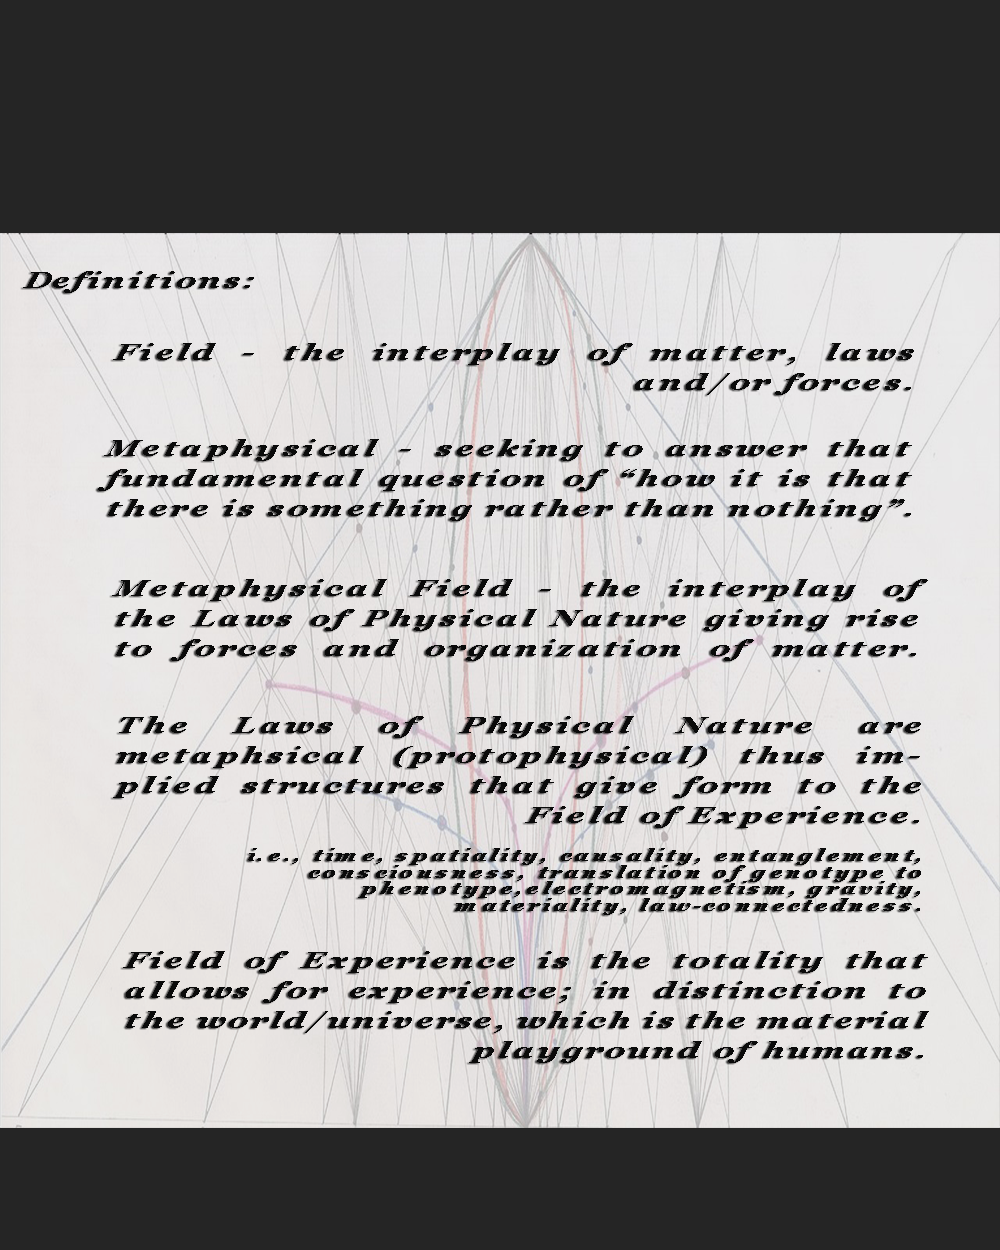 Definitions:
Field - the interplay of matter, laws
and/or forces.
Metaphysical - seeking to answer that
fundamental question of “how it is that
there is something rather than nothing”.
Metaphysical Field - the interplay of
the Laws of Physical Nature giving rise
to forces and organization of matter.
The Laws of Physical Nature are
metaphsical (protophysical) thus im-
plied structures that give form to the
Field of Experience.
i.e., time, spatiality, causality, entanglement,
consciousness, translation of genotype to
phenotype,electromagnetism, gravity,
materiality, law-connectedness.
Field of Experience is the totality that
allows for experience; in distinction to
the world/universe, which is the material
playground of humans.